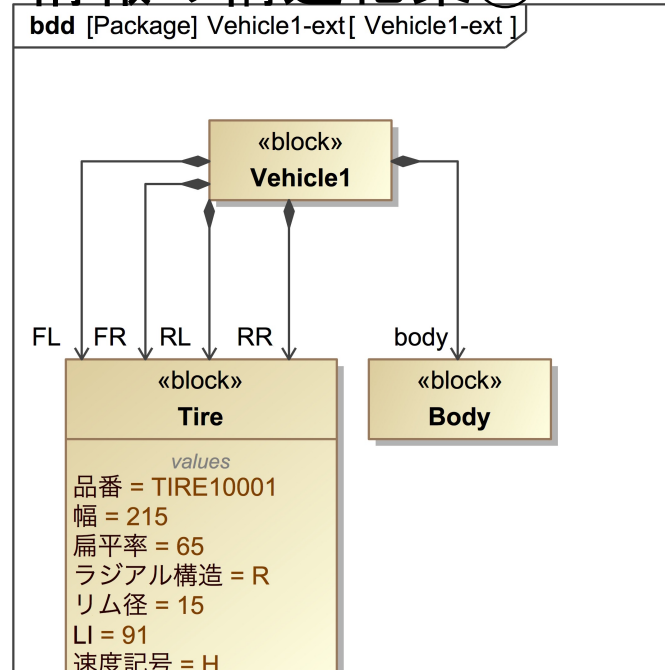 bdd [Package] Vehicle1-ext[ Vehicle1-ext ]
«block»
Vehicle1
FL FR RL RR body
«block»
Tire
«block»
Body
values
品番 = TIRE10001
幅 = 215
扁平率 = 65
ラジアル構造 = R
リム径 = 15
LI = 91
速度記号 = H